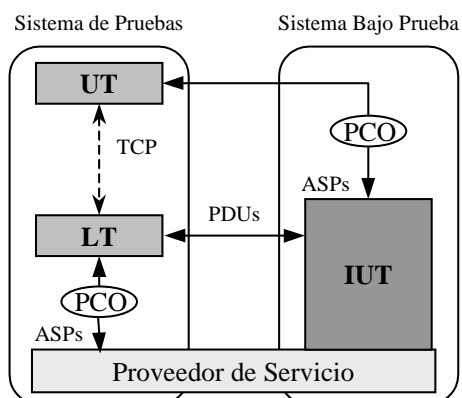 Sistema de Pruebas
Sistema Bajo Prueba
UT
PCO
TCP
ASPs
PDUs
LT
IUT
PCO
ASPs
Proveedor de Servicio